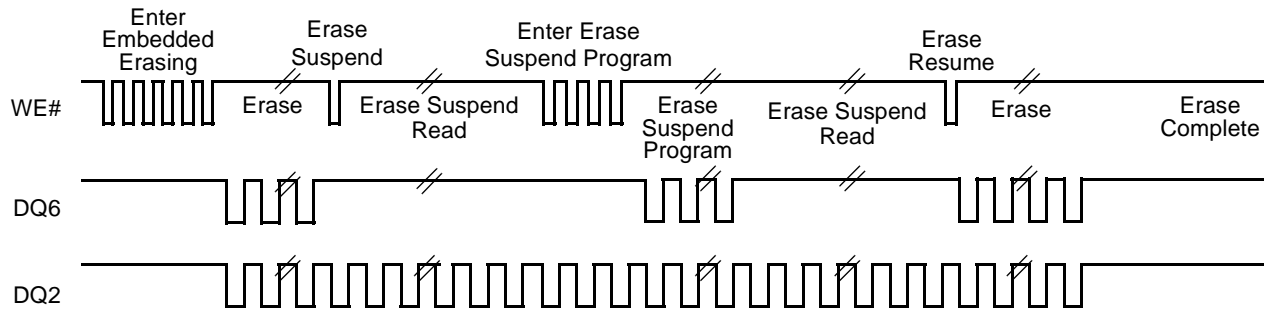 Enter
Embedded
Erasing
Erase
Suspend
Enter Erase
Suspend Program
Erase
Resume
WE#
Erase
Erase Suspend
Read
Erase
Suspend
Program
Erase Suspend
Read
Erase
Erase
Complete
DQ6
DQ2